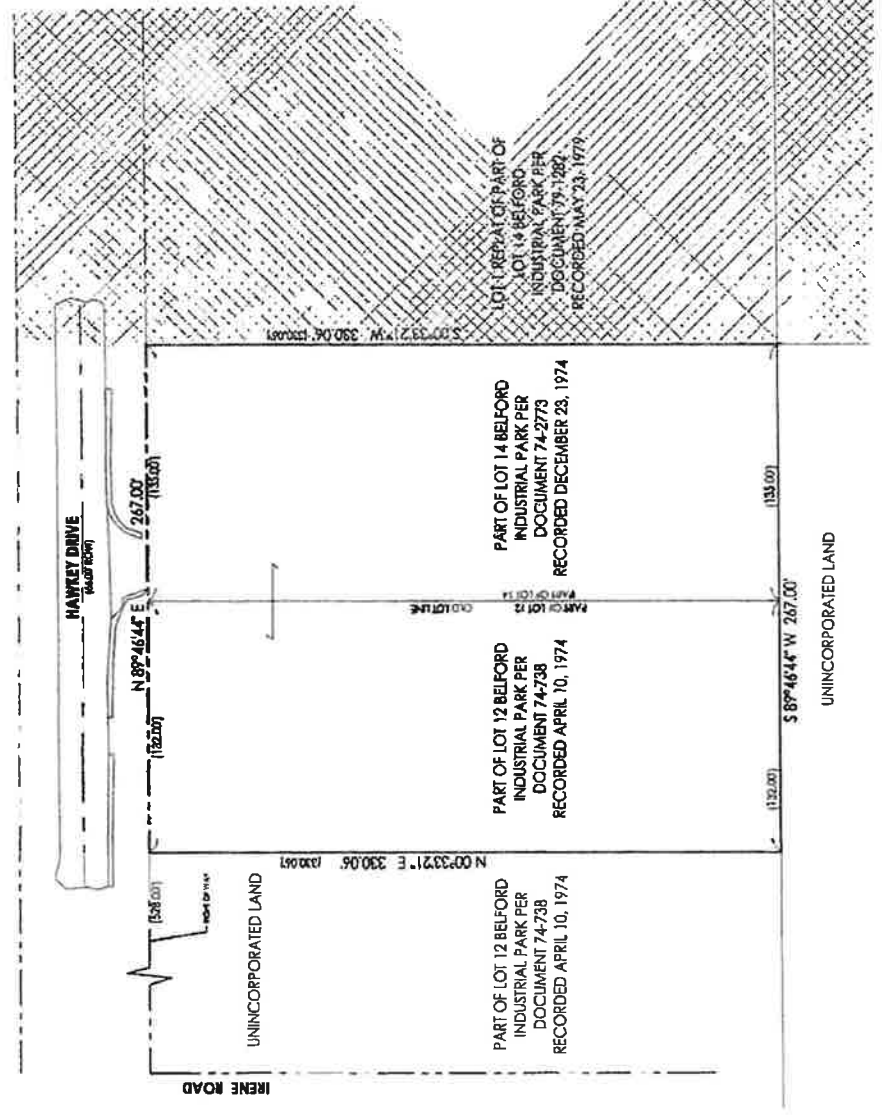 HAWKEY DRIVE
(66.00' ROW)
N 89°46'44" E 267.00'
(132.00')
(135.00')
(528.00')
RIGHT OF WAY
UNINCORPORATED LAND
IRENE ROAD
N 00°33'21" E 330.06' (330.06')
S 00°33'21" W 330.06' (330.06')
OLD LOT LINE
PART OF LOT 12
PART OF LOT 14
PART OF LOT 12 BELFORD
INDUSTRIAL PARK PER
DOCUMENT 74-738
RECORDED APRIL 10, 1974
PART OF LOT 12 BELFORD
INDUSTRIAL PARK PER
DOCUMENT 74-738
RECORDED APRIL 10, 1974
PART OF LOT 14 BELFORD
INDUSTRIAL PARK PER
DOCUMENT 74-2773
RECORDED DECEMBER 23, 1974
LOT 1 REPLAT OF PART OF
LOT 14 BELFORD
INDUSTRIAL PARK PER
DOCUMENT 79-1282
RECORDED MAY 23, 1979
(132.00')
(135.00')
S 89°46'44" W 267.00'
UNINCORPORATED LAND